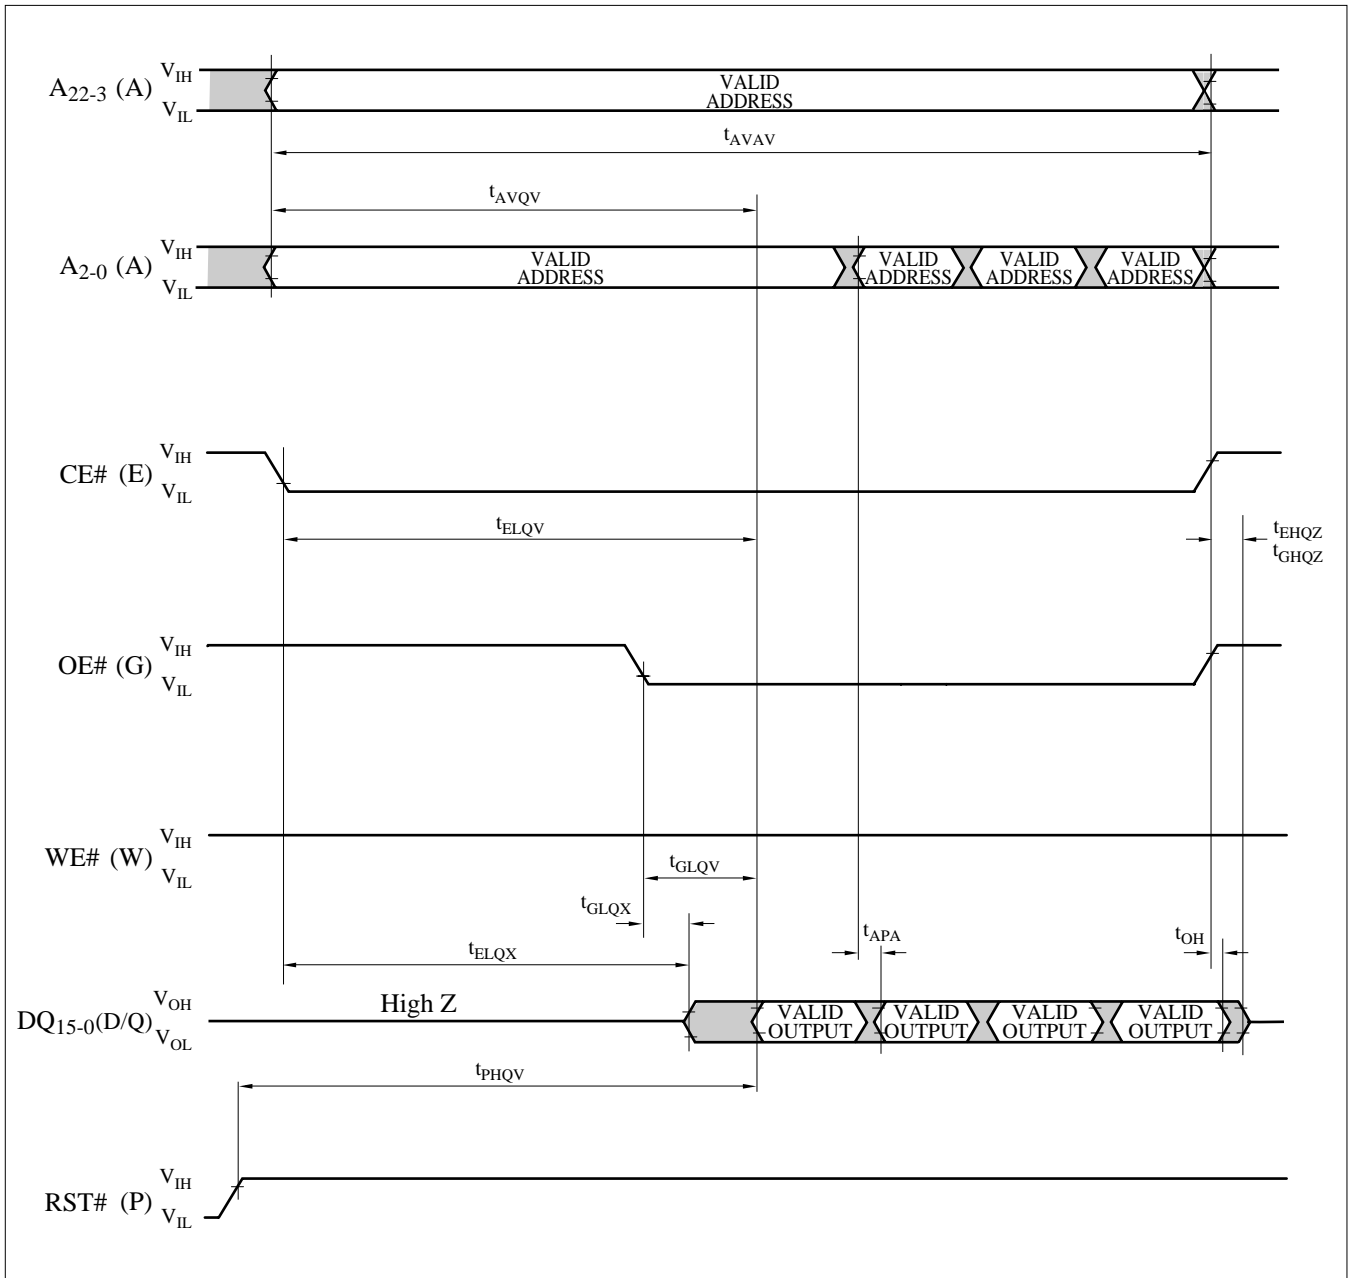 A22-3 (A) VIH
VIL
VALID
ADDRESS
tAVAV
tAVQV
A2-0 (A) VIH
VIL
VALID
ADDRESS
VALID
ADDRESS
VALID
ADDRESS
VALID
ADDRESS
CE# (E) VIH
VIL
tELQV
tEHQZ
tGHQZ
OE# (G) VIH
VIL
WE# (W) VIH
VIL
tGLQV
tGLQX
tELQX
tAPA
tOH
DQ15-0(D/Q) VOH
VOL
High Z
VALID
OUTPUT
VALID
OUTPUT
VALID
OUTPUT
VALID
OUTPUT
tPHQV
RST# (P) VIH
VIL